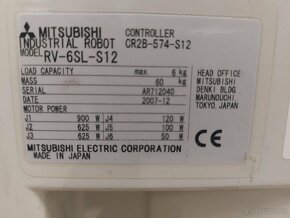 MITSUBISHI CONTROLLER
INDUSTRIAL ROBOT CR2B-574-S12
MODEL RV-6SL-S12
LOAD CAPACITY max 6 kg
MASS 60 kg
SERIAL AR712040
DATE 2007-12
MOTOR POWER
J1 900 W J4 120 W
J2 625 W J5 100 W
J3 625 W J6 50 W
HEAD OFFICE
MITSUBISHI
DENKI BLDG.
MARUNOUCHI
TOKYO, JAPAN
CE
MITSUBISHI ELECTRIC CORPORATION
MADE IN JAPAN